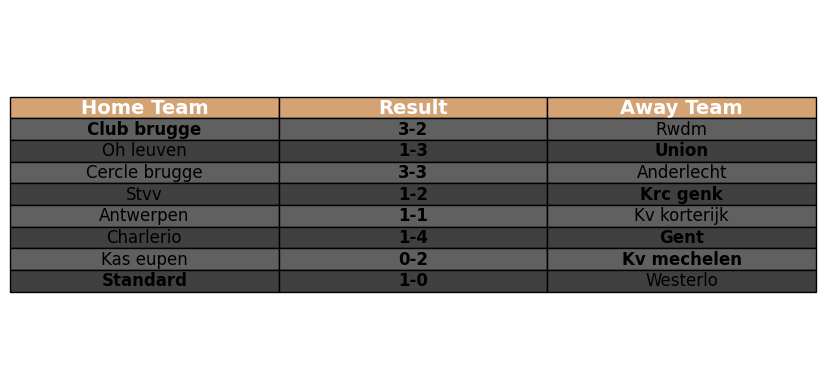 Home Team Result Away Team
Club brugge 3-2 Rwdm
Oh leuven 1-3 Union
Cercle brugge 3-3 Anderlecht
Stvv 1-2 Krc genk
Antwerpen 1-1 Kv korterijk
Charlerio 1-4 Gent
Kas eupen 0-2 Kv mechelen
Standard 1-0 Westerlo